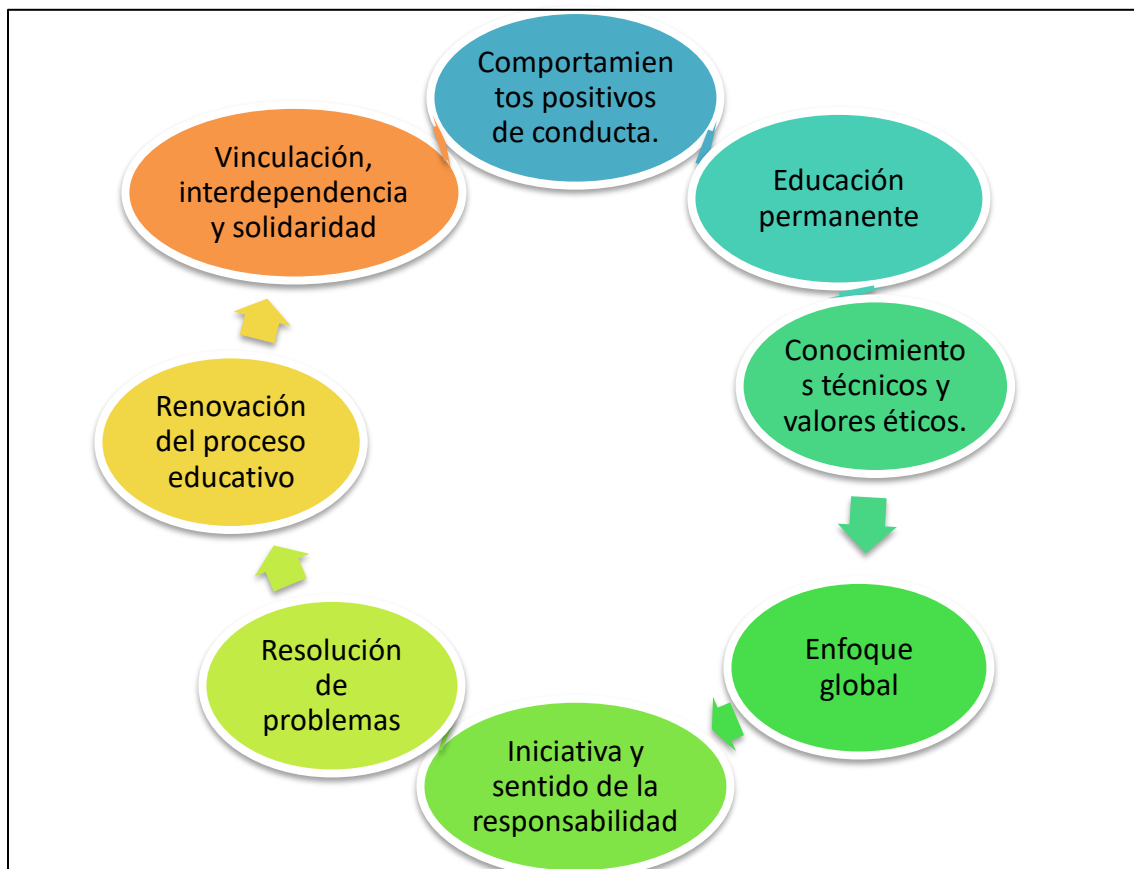 Comportamien
tos positivos
de conducta.
Educación
permanente
Conocimiento
s técnicos y
valores éticos.
Enfoque
global
Iniciativa y
sentido de la
responsabilidad
Resolución
de
problemas
Renovación
del proceso
educativo
Vinculación,
interdependencia
y solidaridad